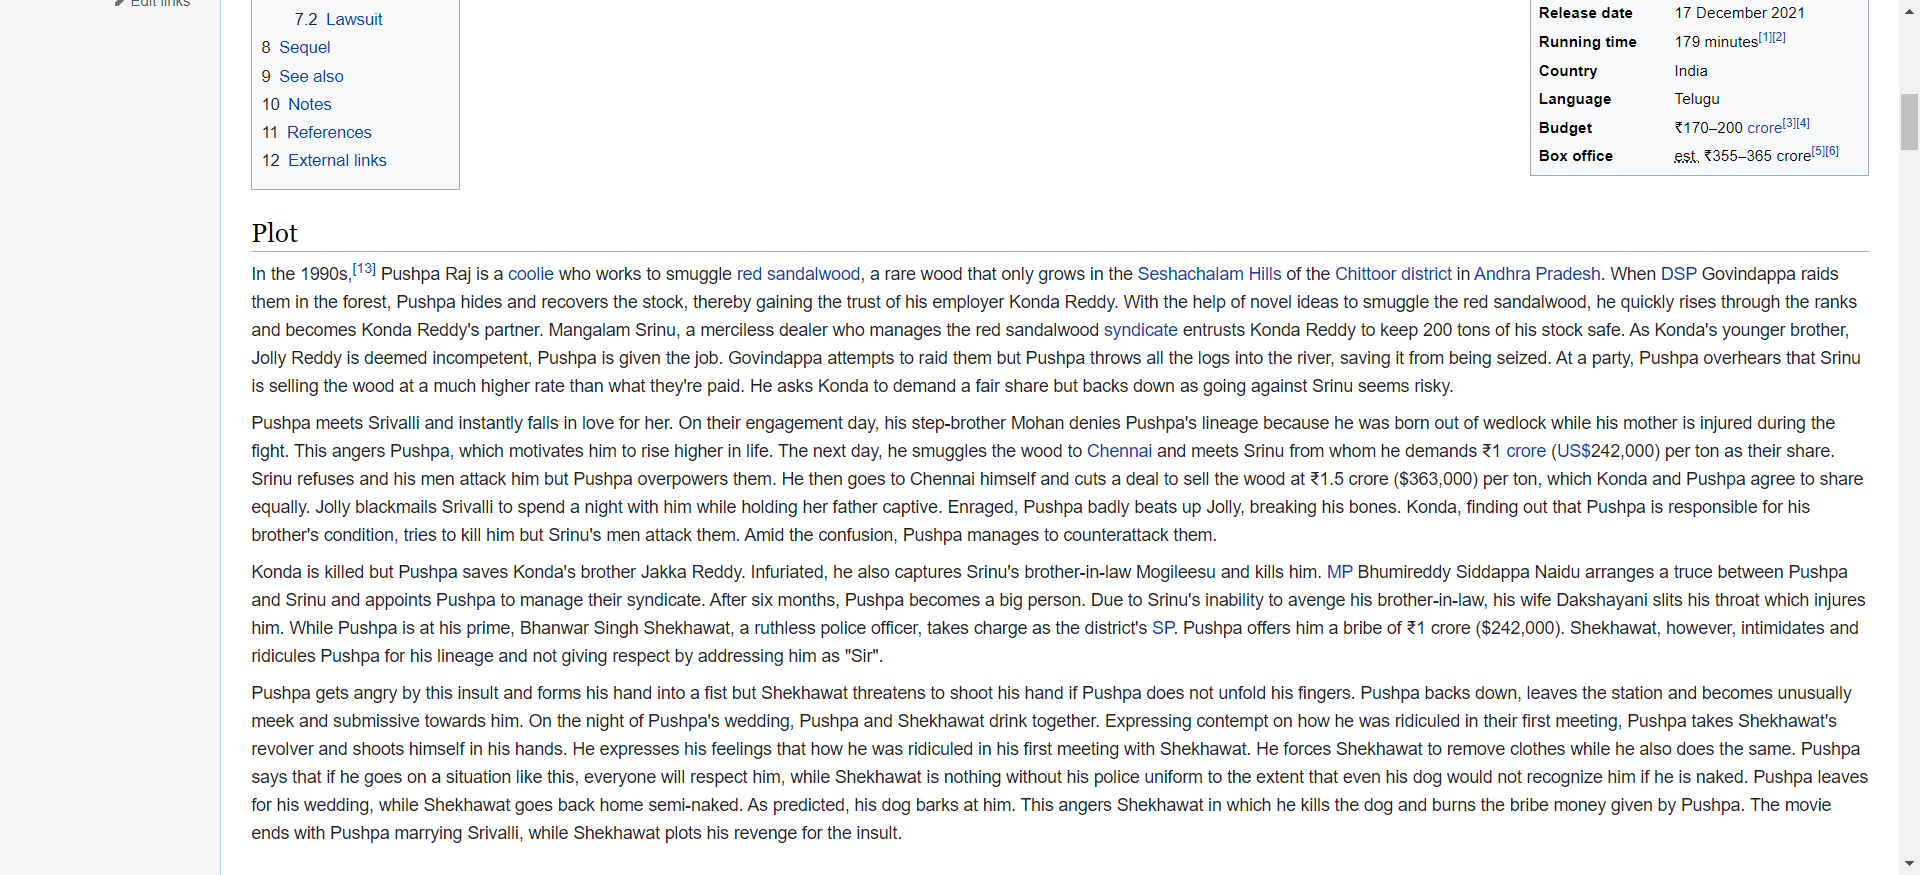 Edit links
7.2 Lawsuit
8 Sequel
9 See also
10 Notes
11 References
12 External links
Release date 17 December 2021
Running time 179 minutes[1][2]
Country India
Language Telugu
Budget ₹170–200 crore[3][4]
Box office est. ₹355–365 crore[5][6]
Plot
In the 1990s,[13] Pushpa Raj is a coolie who works to smuggle red sandalwood, a rare wood that only grows in the Seshachalam Hills of the Chittoor district in Andhra Pradesh. When DSP Govindappa raids
them in the forest, Pushpa hides and recovers the stock, thereby gaining the trust of his employer Konda Reddy. With the help of novel ideas to smuggle the red sandalwood, he quickly rises through the ranks
and becomes Konda Reddy's partner. Mangalam Srinu, a merciless dealer who manages the red sandalwood syndicate entrusts Konda Reddy to keep 200 tons of his stock safe. As Konda's younger brother,
Jolly Reddy is deemed incompetent, Pushpa is given the job. Govindappa attempts to raid them but Pushpa throws all the logs into the river, saving it from being seized. At a party, Pushpa overhears that Srinu
is selling the wood at a much higher rate than what they're paid. He asks Konda to demand a fair share but backs down as going against Srinu seems risky.
Pushpa meets Srivalli and instantly falls in love for her. On their engagement day, his step-brother Mohan denies Pushpa's lineage because he was born out of wedlock while his mother is injured during the
fight. This angers Pushpa, which motivates him to rise higher in life. The next day, he smuggles the wood to Chennai and meets Srinu from whom he demands ₹1 crore (US$242,000) per ton as their share.
Srinu refuses and his men attack him but Pushpa overpowers them. He then goes to Chennai himself and cuts a deal to sell the wood at ₹1.5 crore ($363,000) per ton, which Konda and Pushpa agree to share
equally. Jolly blackmails Srivalli to spend a night with him while holding her father captive. Enraged, Pushpa badly beats up Jolly, breaking his bones. Konda, finding out that Pushpa is responsible for his
brother's condition, tries to kill him but Srinu's men attack them. Amid the confusion, Pushpa manages to counterattack them.
Konda is killed but Pushpa saves Konda's brother Jakka Reddy. Infuriated, he also captures Srinu's brother-in-law Mogileesu and kills him. MP Bhumireddy Siddappa Naidu arranges a truce between Pushpa
and Srinu and appoints Pushpa to manage their syndicate. After six months, Pushpa becomes a big person. Due to Srinu's inability to avenge his brother-in-law, his wife Dakshayani slits his throat which injures
him. While Pushpa is at his prime, Bhanwar Singh Shekhawat, a ruthless police officer, takes charge as the district's SP. Pushpa offers him a bribe of ₹1 crore ($242,000). Shekhawat, however, intimidates and
ridicules Pushpa for his lineage and not giving respect by addressing him as "Sir".
Pushpa gets angry by this insult and forms his hand into a fist but Shekhawat threatens to shoot his hand if Pushpa does not unfold his fingers. Pushpa backs down, leaves the station and becomes unusually
meek and submissive towards him. On the night of Pushpa's wedding, Pushpa and Shekhawat drink together. Expressing contempt on how he was ridiculed in their first meeting, Pushpa takes Shekhawat's
revolver and shoots himself in his hands. He expresses his feelings that how he was ridiculed in his first meeting with Shekhawat. He forces Shekhawat to remove clothes while he also does the same. Pushpa
says that if he goes on a situation like this, everyone will respect him, while Shekhawat is nothing without his police uniform to the extent that even his dog would not recognize him if he is naked. Pushpa leaves
for his wedding, while Shekhawat goes back home semi-naked. As predicted, his dog barks at him. This angers Shekhawat in which he kills the dog and burns the bribe money given by Pushpa. The movie
ends with Pushpa marrying Srivalli, while Shekhawat plots his revenge for the insult.